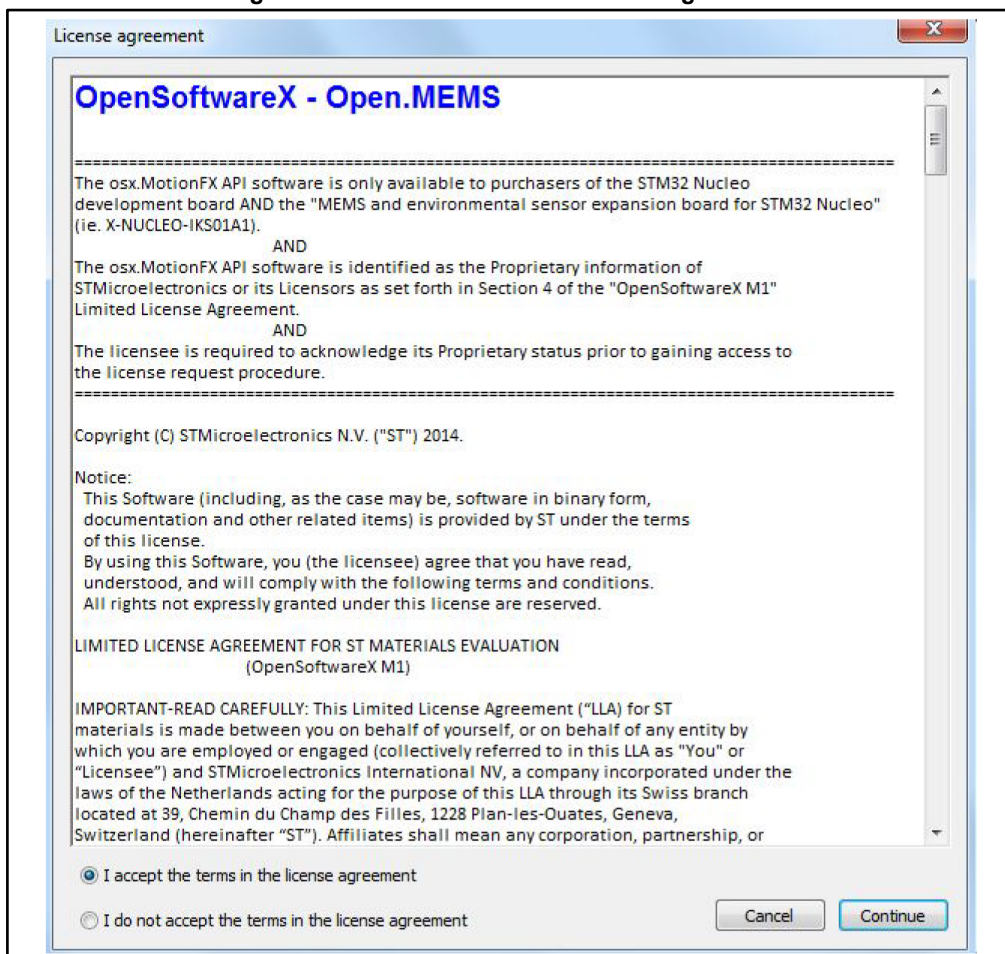 License agreement
OpenSoftwareX - Open.MEMS
===========================================================================================
The osx.MotionFX API software is only available to purchasers of the STM32 Nucleo
development board AND the "MEMS and environmental sensor expansion board for STM32 Nucleo"
(ie. X-NUCLEO-IKS01A1).
AND
The osx.MotionFX API software is identified as the Proprietary information of
STMicroelectronics or its Licensors as set forth in Section 4 of the "OpenSoftwareX M1"
Limited License Agreement.
AND
The licensee is required to acknowledge its Proprietary status prior to gaining access to
the license request procedure.
===========================================================================================
Copyright (C) STMicroelectronics N.V. ("ST") 2014.
Notice:
This Software (including, as the case may be, software in binary form,
documentation and other related items) is provided by ST under the terms
of this license.
By using this Software, you (the licensee) agree that you have read,
understood, and will comply with the following terms and conditions.
All rights not expressly granted under this license are reserved.
LIMITED LICENSE AGREEMENT FOR ST MATERIALS EVALUATION
(OpenSoftwareX M1)
IMPORTANT-READ CAREFULLY: This Limited License Agreement (“LLA) for ST
materials is made between you on behalf of yourself, or on behalf of any entity by
which you are employed or engaged (collectively referred to in this LLA as "You" or
“Licensee”) and STMicroelectronics International NV, a company incorporated under the
laws of the Netherlands acting for the purpose of this LLA through its Swiss branch
located at 39, Chemin du Champ des Filles, 1228 Plan-les-Ouates, Geneva,
Switzerland (hereinafter “ST”). Affiliates shall mean any corporation, partnership, or
I accept the terms in the license agreement
I do not accept the terms in the license agreement
Cancel
Continue